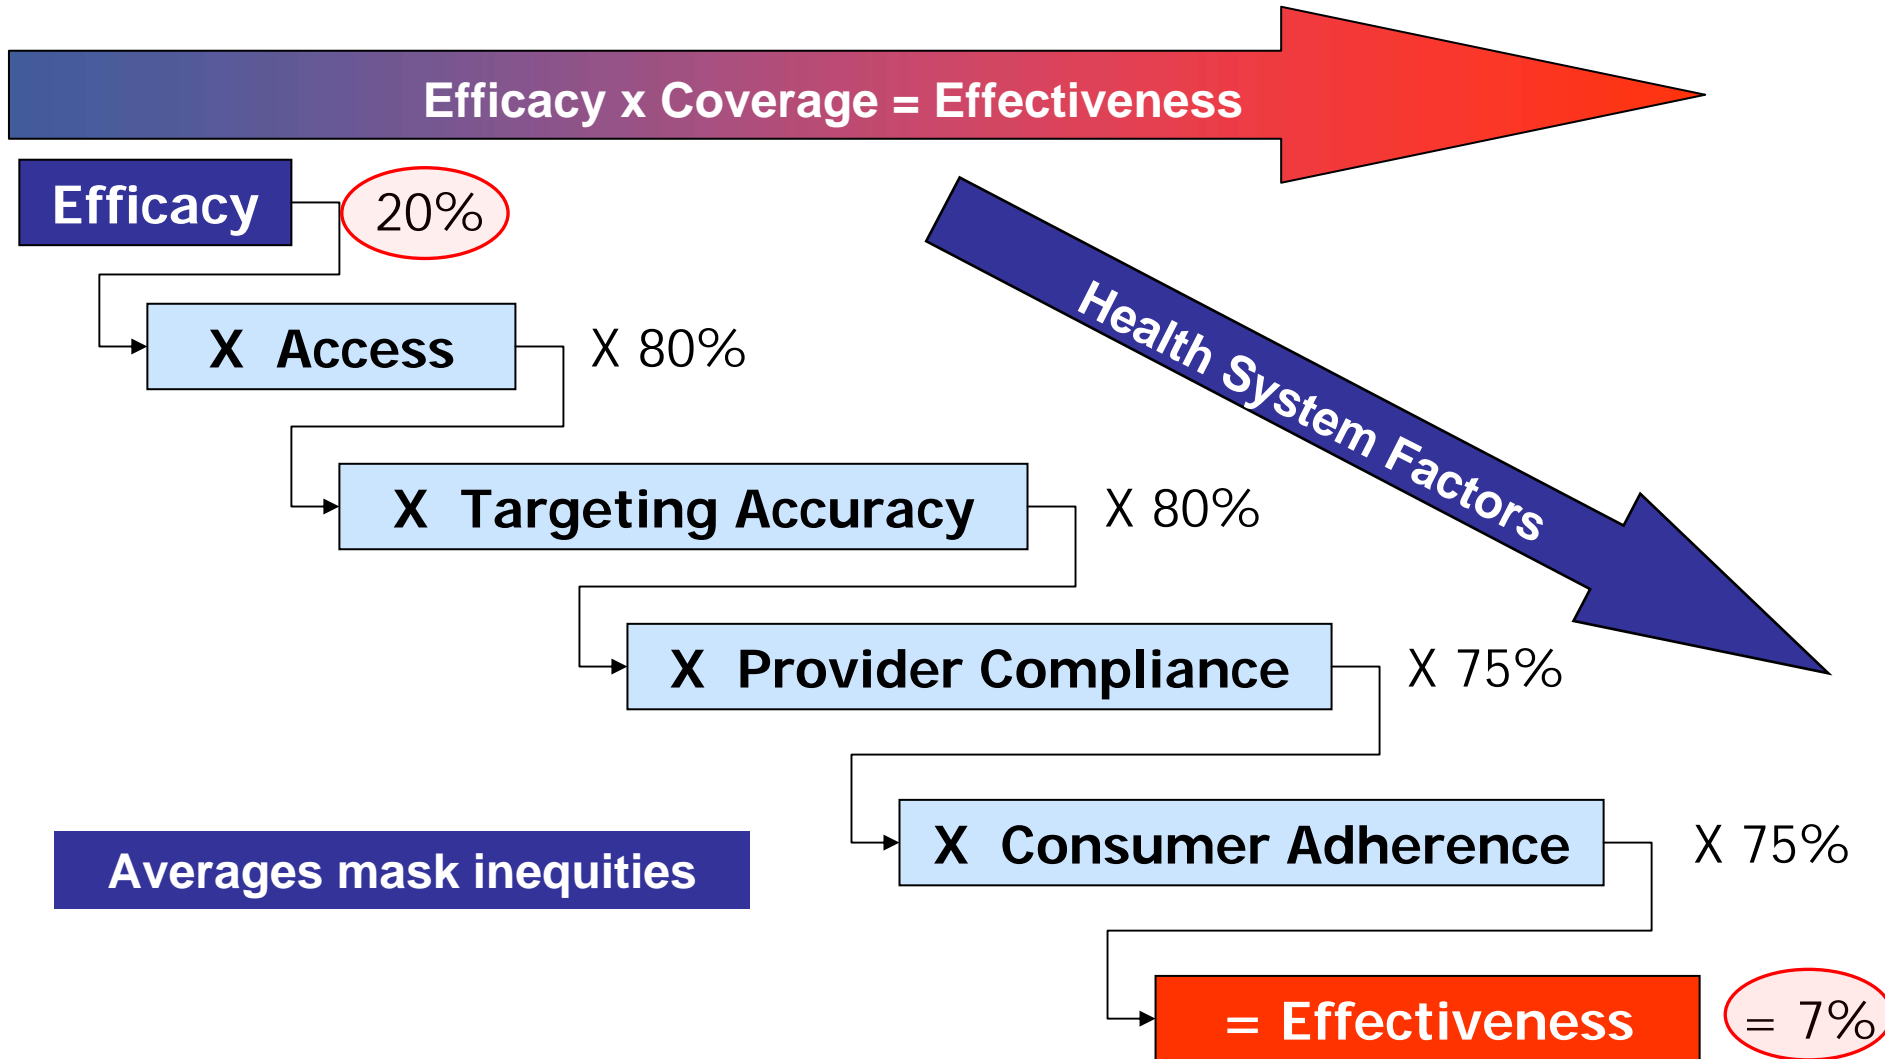 Efficacy x Coverage = Effectiveness
Efficacy
20%
Health System Factors
X Access
X 80%
X Targeting Accuracy
X 80%
X Provider Compliance
X 75%
X Consumer Adherence
X 75%
Averages mask inequities
= Effectiveness
= 7%